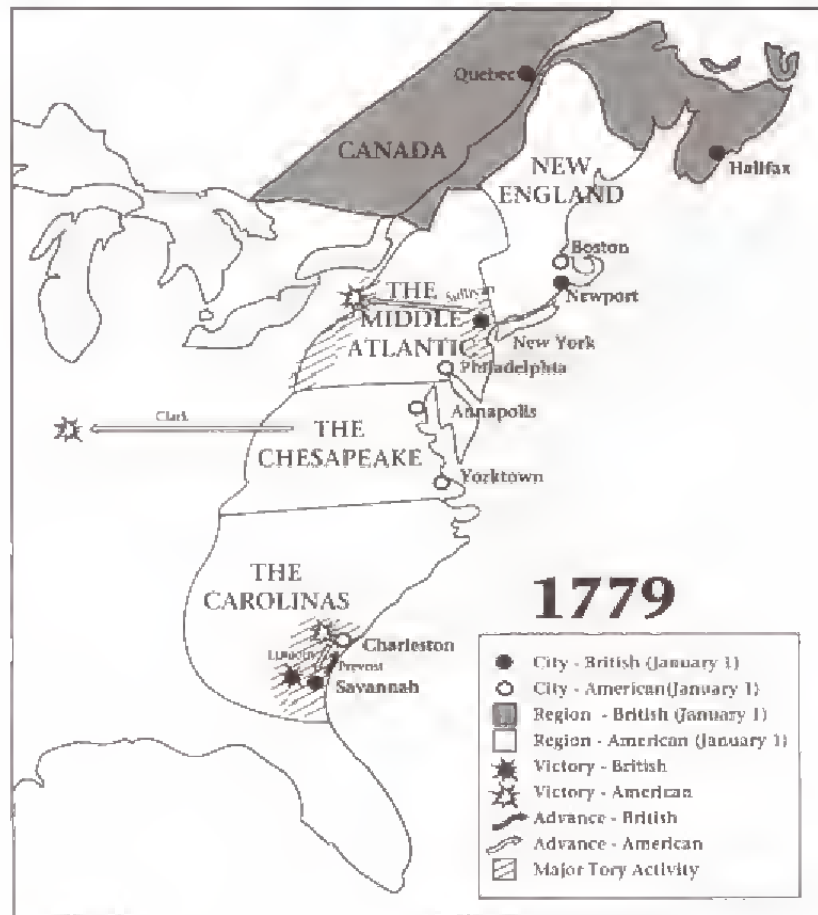 Quebec
CANADA
NEW
ENGLAND
Halifax
Boston
Newport
THE
MIDDLE
ATLANTIC
Sullivan
New York
Philadelphia
Clark
Annapolis
THE
CHESAPEAKE
Yorktown
THE
CAROLINAS
Charleston
Lincoln
Prevost
Savannah
1779
City - British (January 1)
City - American(January 1)
Region - British (January 1)
Region - American (January 1)
Victory - British
Victory - American
Advance - British
Advance - American
Major Tory Activity